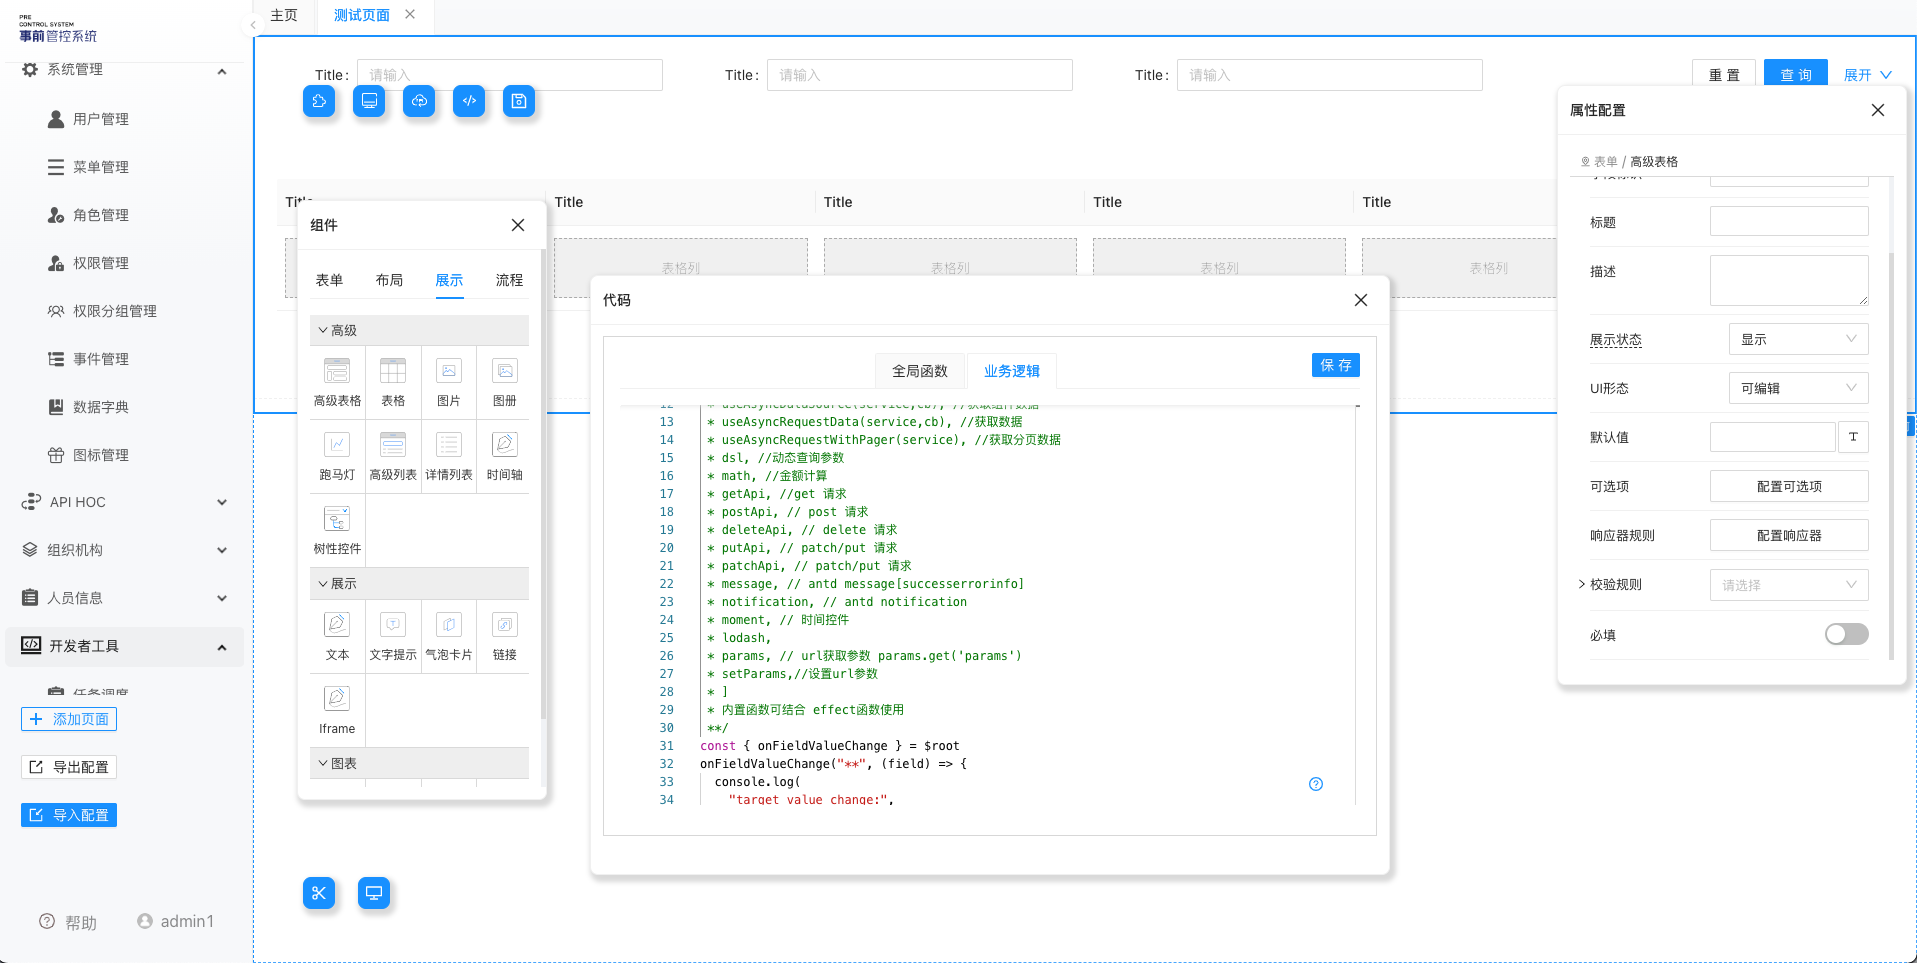 PRE
CONTROL SYSTEM
事前管控系统
系统管理
用户管理
菜单管理
角色管理
权限管理
权限分组管理
事件管理
数据字典
图标管理
API HOC
组织机构
人员信息
开发者工具
任务调度
添加页面
导出配置
导入配置
帮助
admin1
主页
测试页面
Title:
请输入
Title:
请输入
Title:
请输入
重 置
查 询
展开
Title
Title
Title
Title
表格列
表格列
表格列
表格列
组件
表单
布局
展示
流程
高级
高级表格
表格
图片
图册
跑马灯
高级列表
详情列表
时间轴
树性控件
展示
文本
文字提示
气泡卡片
链接
Iframe
图表
代码
全局函数
业务逻辑
保 存
12 * useAsyncDataSource(service,cb), //获取组件数据
13 * useAsyncRequestData(service,cb), //获取数据
14 * useAsyncRequestWithPager(service), //获取分页数据
15 * dsl, //动态查询参数
16 * math, //金额计算
17 * getApi, //get 请求
18 * postApi, // post 请求
19 * deleteApi, // delete 请求
20 * putApi, // patch/put 请求
21 * patchApi, // patch/put 请求
22 * message, // antd message[successerrorinfo]
23 * notification, // antd notification
24 * moment, // 时间控件
25 * lodash,
26 * params, // url获取参数 params.get('params')
27 * setParams,//设置url参数
28 * ]
29 * 内置函数可结合 effect函数使用
30 **/
31 const { onFieldValueChange } = $root
32 onFieldValueChange("**", (field) => {
33 console.log(
34 "target value change:",
属性配置
表单 / 高级表格
标题
描述
展示状态
显示
UI形态
可编辑
默认值
T
可选项
配置可选项
响应器规则
配置响应器
校验规则
请选择
必填